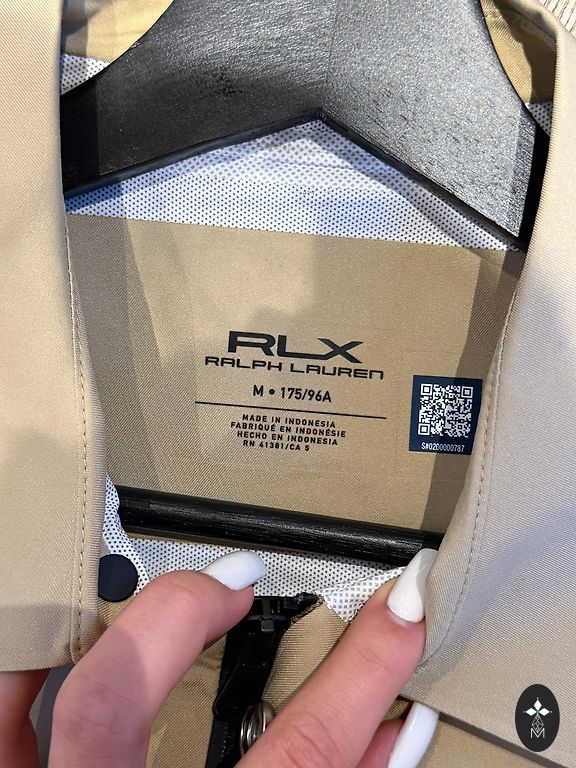 RLX
RALPH LAUREN
M • 175/96A
MADE IN INDONESIA
FABRIQUÉ EN INDONÉSIE
HECHO EN INDONESIA
RN 41381/CA 5
S#0200000787